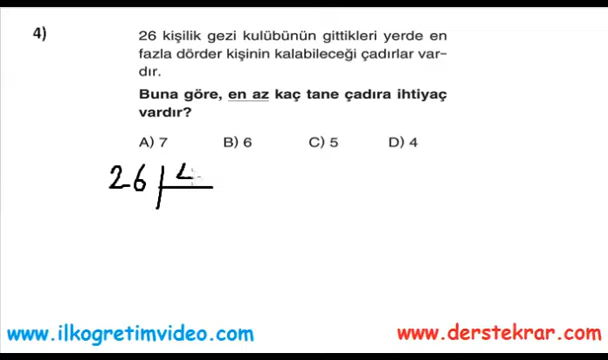 4)
26 kişilik gezi kulübünün gittikleri yerde en
fazla dörder kişinin kalabileceği çadırlar var-
dır.
Buna göre, en az kaç tane çadıra ihtiyaç
vardır?
A) 7 B) 6 C) 5 D) 4
26 4
www.ilkogretimvideo.com www.derstekrar.com